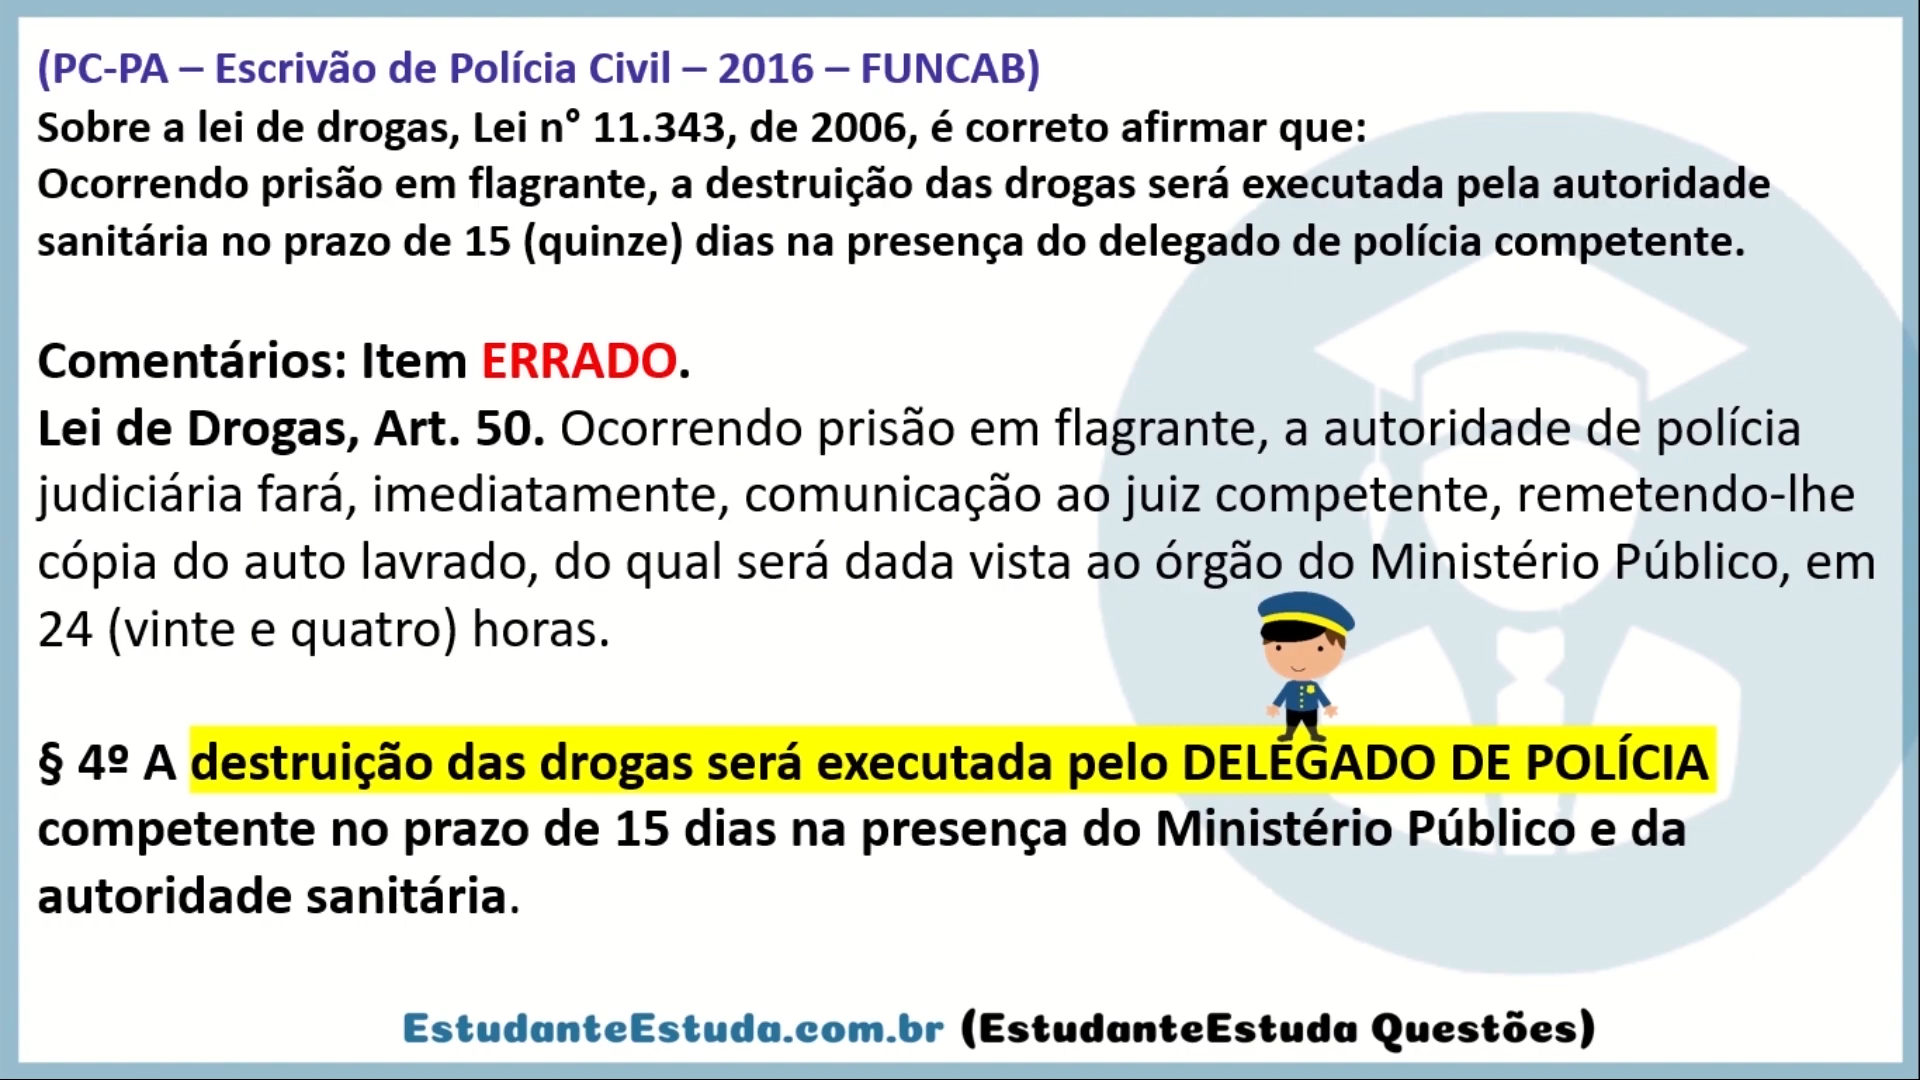 (PC-PA – Escrivão de Polícia Civil – 2016 – FUNCAB)
Sobre a lei de drogas, Lei n° 11.343, de 2006, é correto afirmar que:
Ocorrendo prisão em flagrante, a destruição das drogas será executada pela autoridade
sanitária no prazo de 15 (quinze) dias na presença do delegado de polícia competente.
Comentários: Item ERRADO.
Lei de Drogas, Art. 50. Ocorrendo prisão em flagrante, a autoridade de polícia
judiciária fará, imediatamente, comunicação ao juiz competente, remetendo-lhe
cópia do auto lavrado, do qual será dada vista ao órgão do Ministério Público, em
24 (vinte e quatro) horas.
§ 4º A destruição das drogas será executada pelo DELEGADO DE POLÍCIA
competente no prazo de 15 dias na presença do Ministério Público e da
autoridade sanitária.
EstudanteEstuda.com.br (EstudanteEstuda Questões)